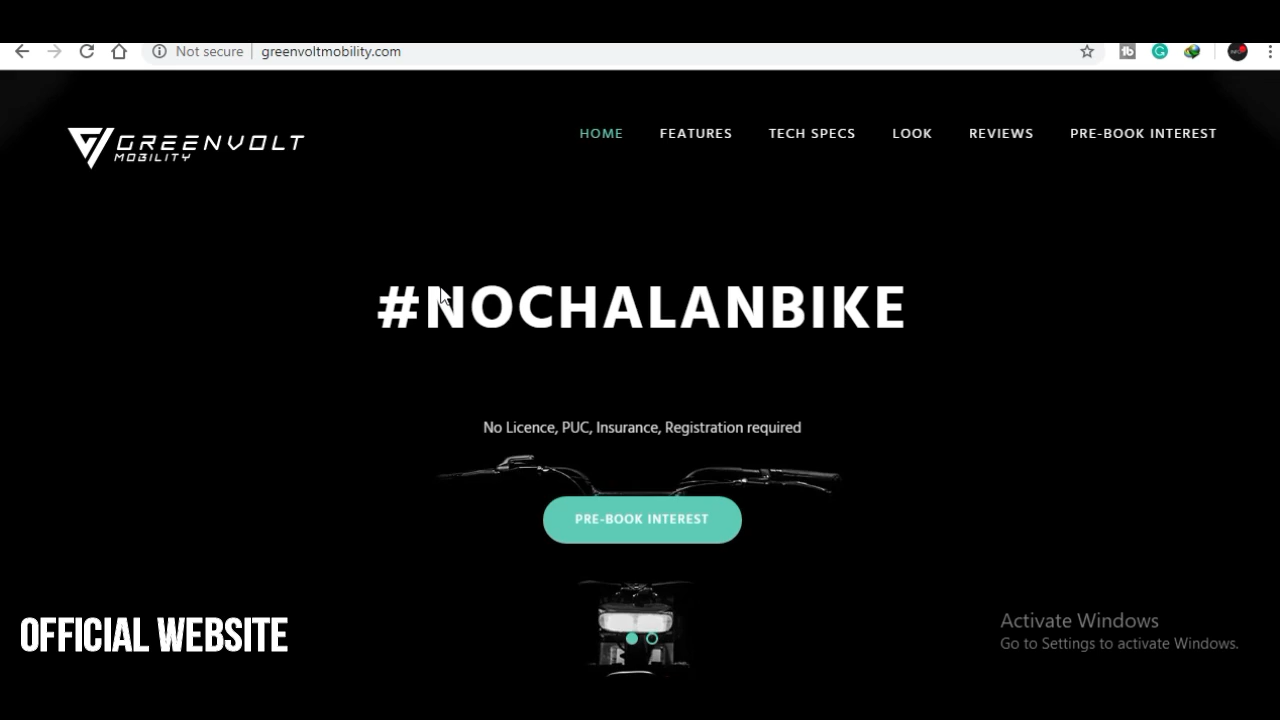 Not secure
greenvoltmobility.com
GREENVOLT
MOBILITY
HOME
FEATURES
TECH SPECS
LOOK
REVIEWS
PRE-BOOK INTEREST
#NOCHALANBIKE
No Licence, PUC, Insurance, Registration required
PRE-BOOK INTEREST
OFFICIAL WEBSITE
Activate Windows
Go to Settings to activate Windows.